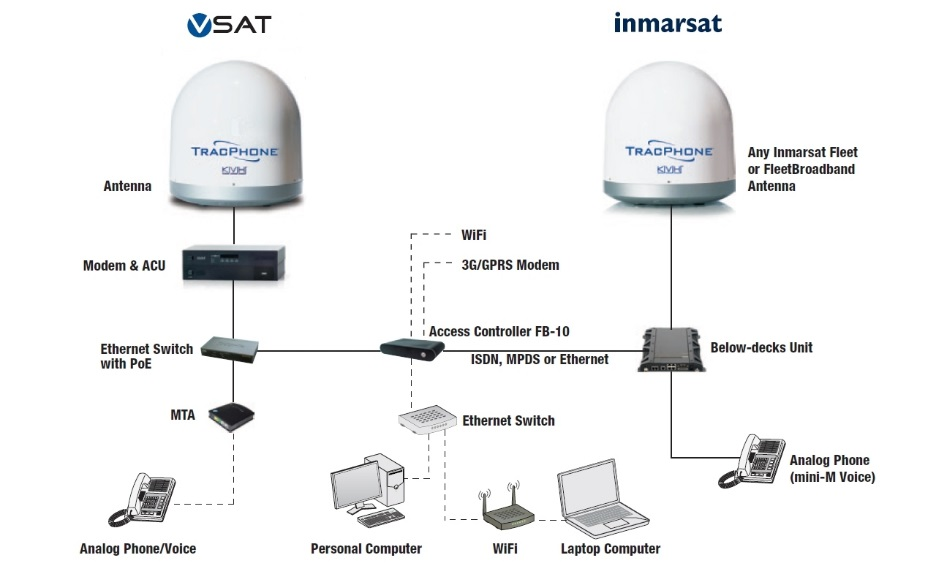 VSAT
inmarsat
TRACPHONE
KVH
Antenna
TRACPHONE
KVH
Any Inmarsat Fleet
or FleetBroadband
Antenna
WiFi
Modem & ACU
3G/GPRS Modem
Access Controller FB-10
Ethernet Switch
with PoE
ISDN, MPDS or Ethernet
Below-decks Unit
MTA
Ethernet Switch
Analog Phone
(mini-M Voice)
Analog Phone/Voice
Personal Computer
WiFi
Laptop Computer